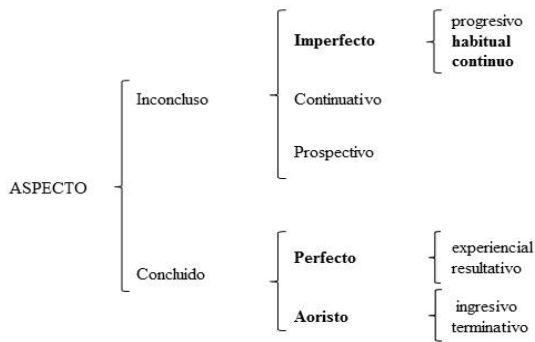 progresivo
Imperfecto
habitual
continuo
Inconcluso
Continuativo
Prospectivo
ASPECTO
Concluido
Perfecto
experiencial
resultativo
Aoristo
ingresivo
terminativo